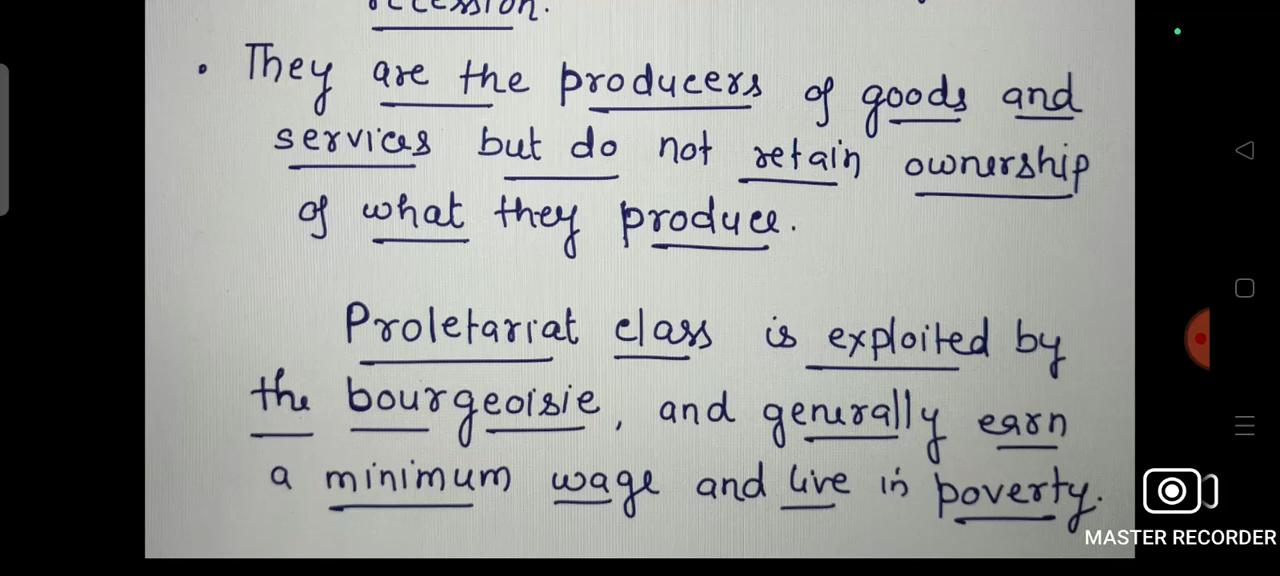 • They are the producers of goods and
services but do not retain ownership
of what they produce.
Proletariat class is exploited by
the bourgeoisie, and generally earn
a minimum wage and live in poverty.
MASTER RECORDER